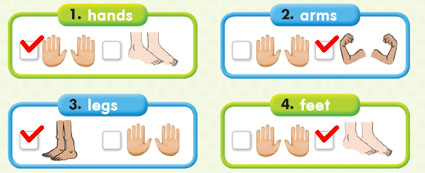 1. hands
2. arms
3. legs
4. feet